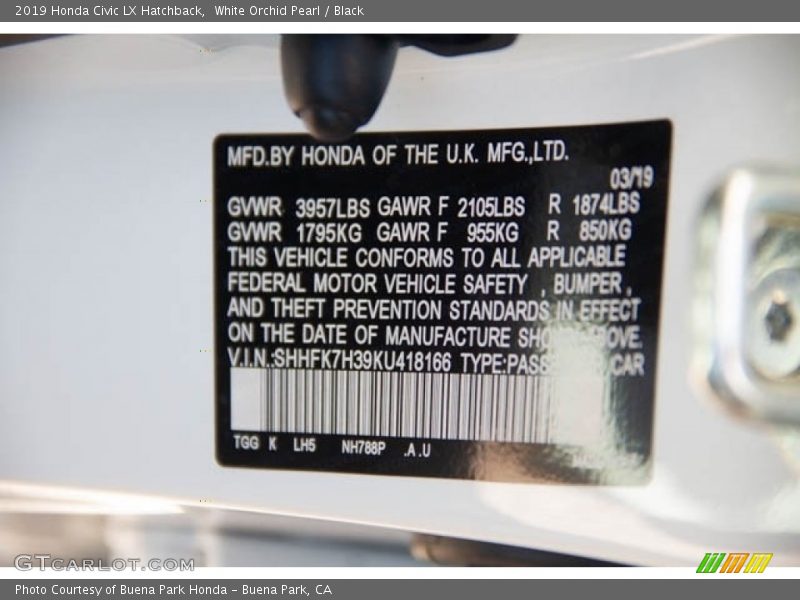 2019 Honda Civic LX Hatchback, White Orchid Pearl / Black
MFD.BY HONDA OF THE U.K. MFG.,LTD.
03/19
GVWR 3957LBS GAWR F 2105LBS R 1874LBS
GVWR 1795KG GAWR F 955KG R 850KG
THIS VEHICLE CONFORMS TO ALL APPLICABLE
FEDERAL MOTOR VEHICLE SAFETY , BUMPER ,
AND THEFT PREVENTION STANDARDS IN EFFECT
ON THE DATE OF MANUFACTURE
V.I.N.:SHHFK7H39KU418166 CAR
TGG K LH5 NH788P .A .U
GTCARLOT.COM
Photo Courtesy of Buena Park Honda – Buena Park, CA